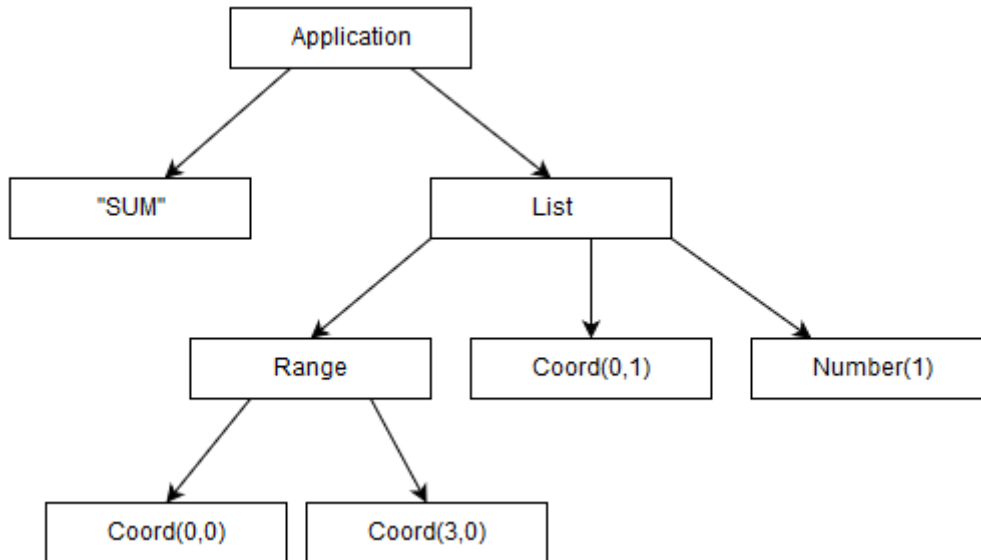 Application
"SUM"
List
Range
Coord(0,1)
Number(1)
Coord(0,0)
Coord(3,0)